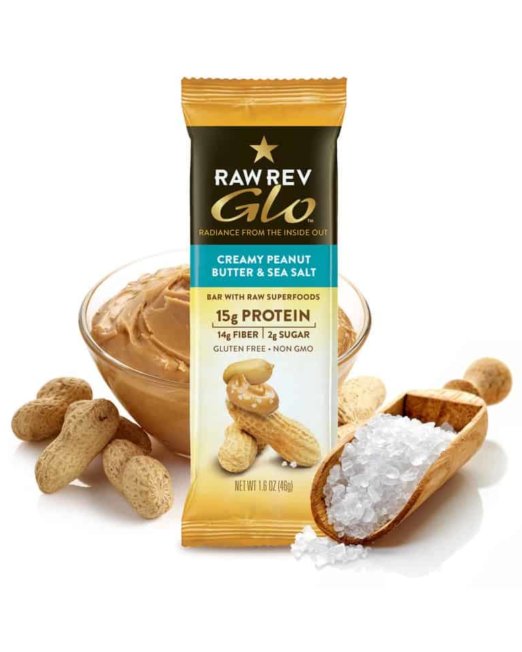 RAW REV
Glo™
RADIANCE FROM THE INSIDE OUT
CREAMY PEANUT
BUTTER & SEA SALT
BAR WITH RAW SUPERFOODS
15g PROTEIN
14g FIBER | 2g SUGAR
GLUTEN FREE • NON GMO
NET WT 1.6 OZ (46g)